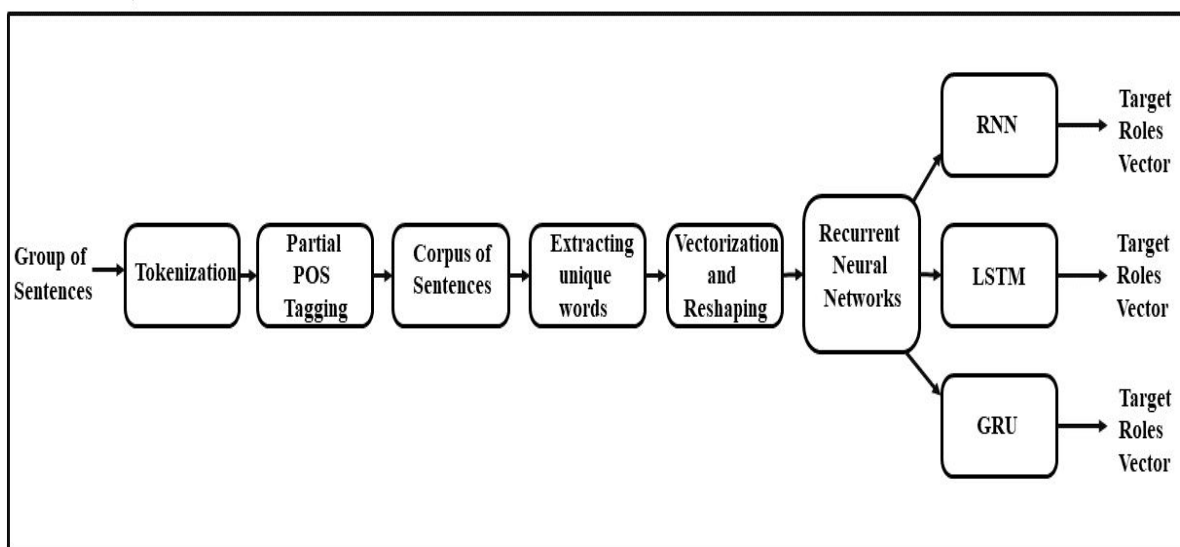 Group of
Sentences
Tokenization
Partial
POS
Tagging
Corpus of
Sentences
Extracting
unique
words
Vectorization
and
Reshaping
Recurrent
Neural
Networks
RNN
Target
Roles
Vector
LSTM
Target
Roles
Vector
GRU
Target
Roles
Vector